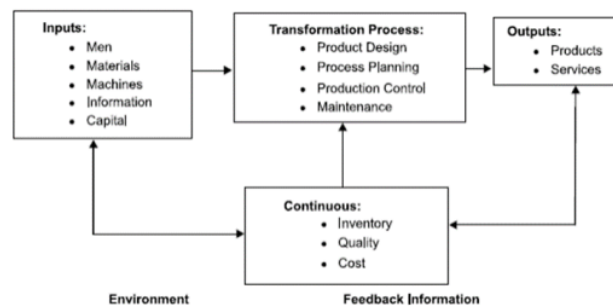 Inputs:
• Men
• Materials
• Machines
• Information
• Capital
Transformation Process:
• Product Design
• Process Planning
• Production Control
• Maintenance
Outputs:
• Products
• Services
Continuous:
• Inventory
• Quality
• Cost
Environment
Feedback Information